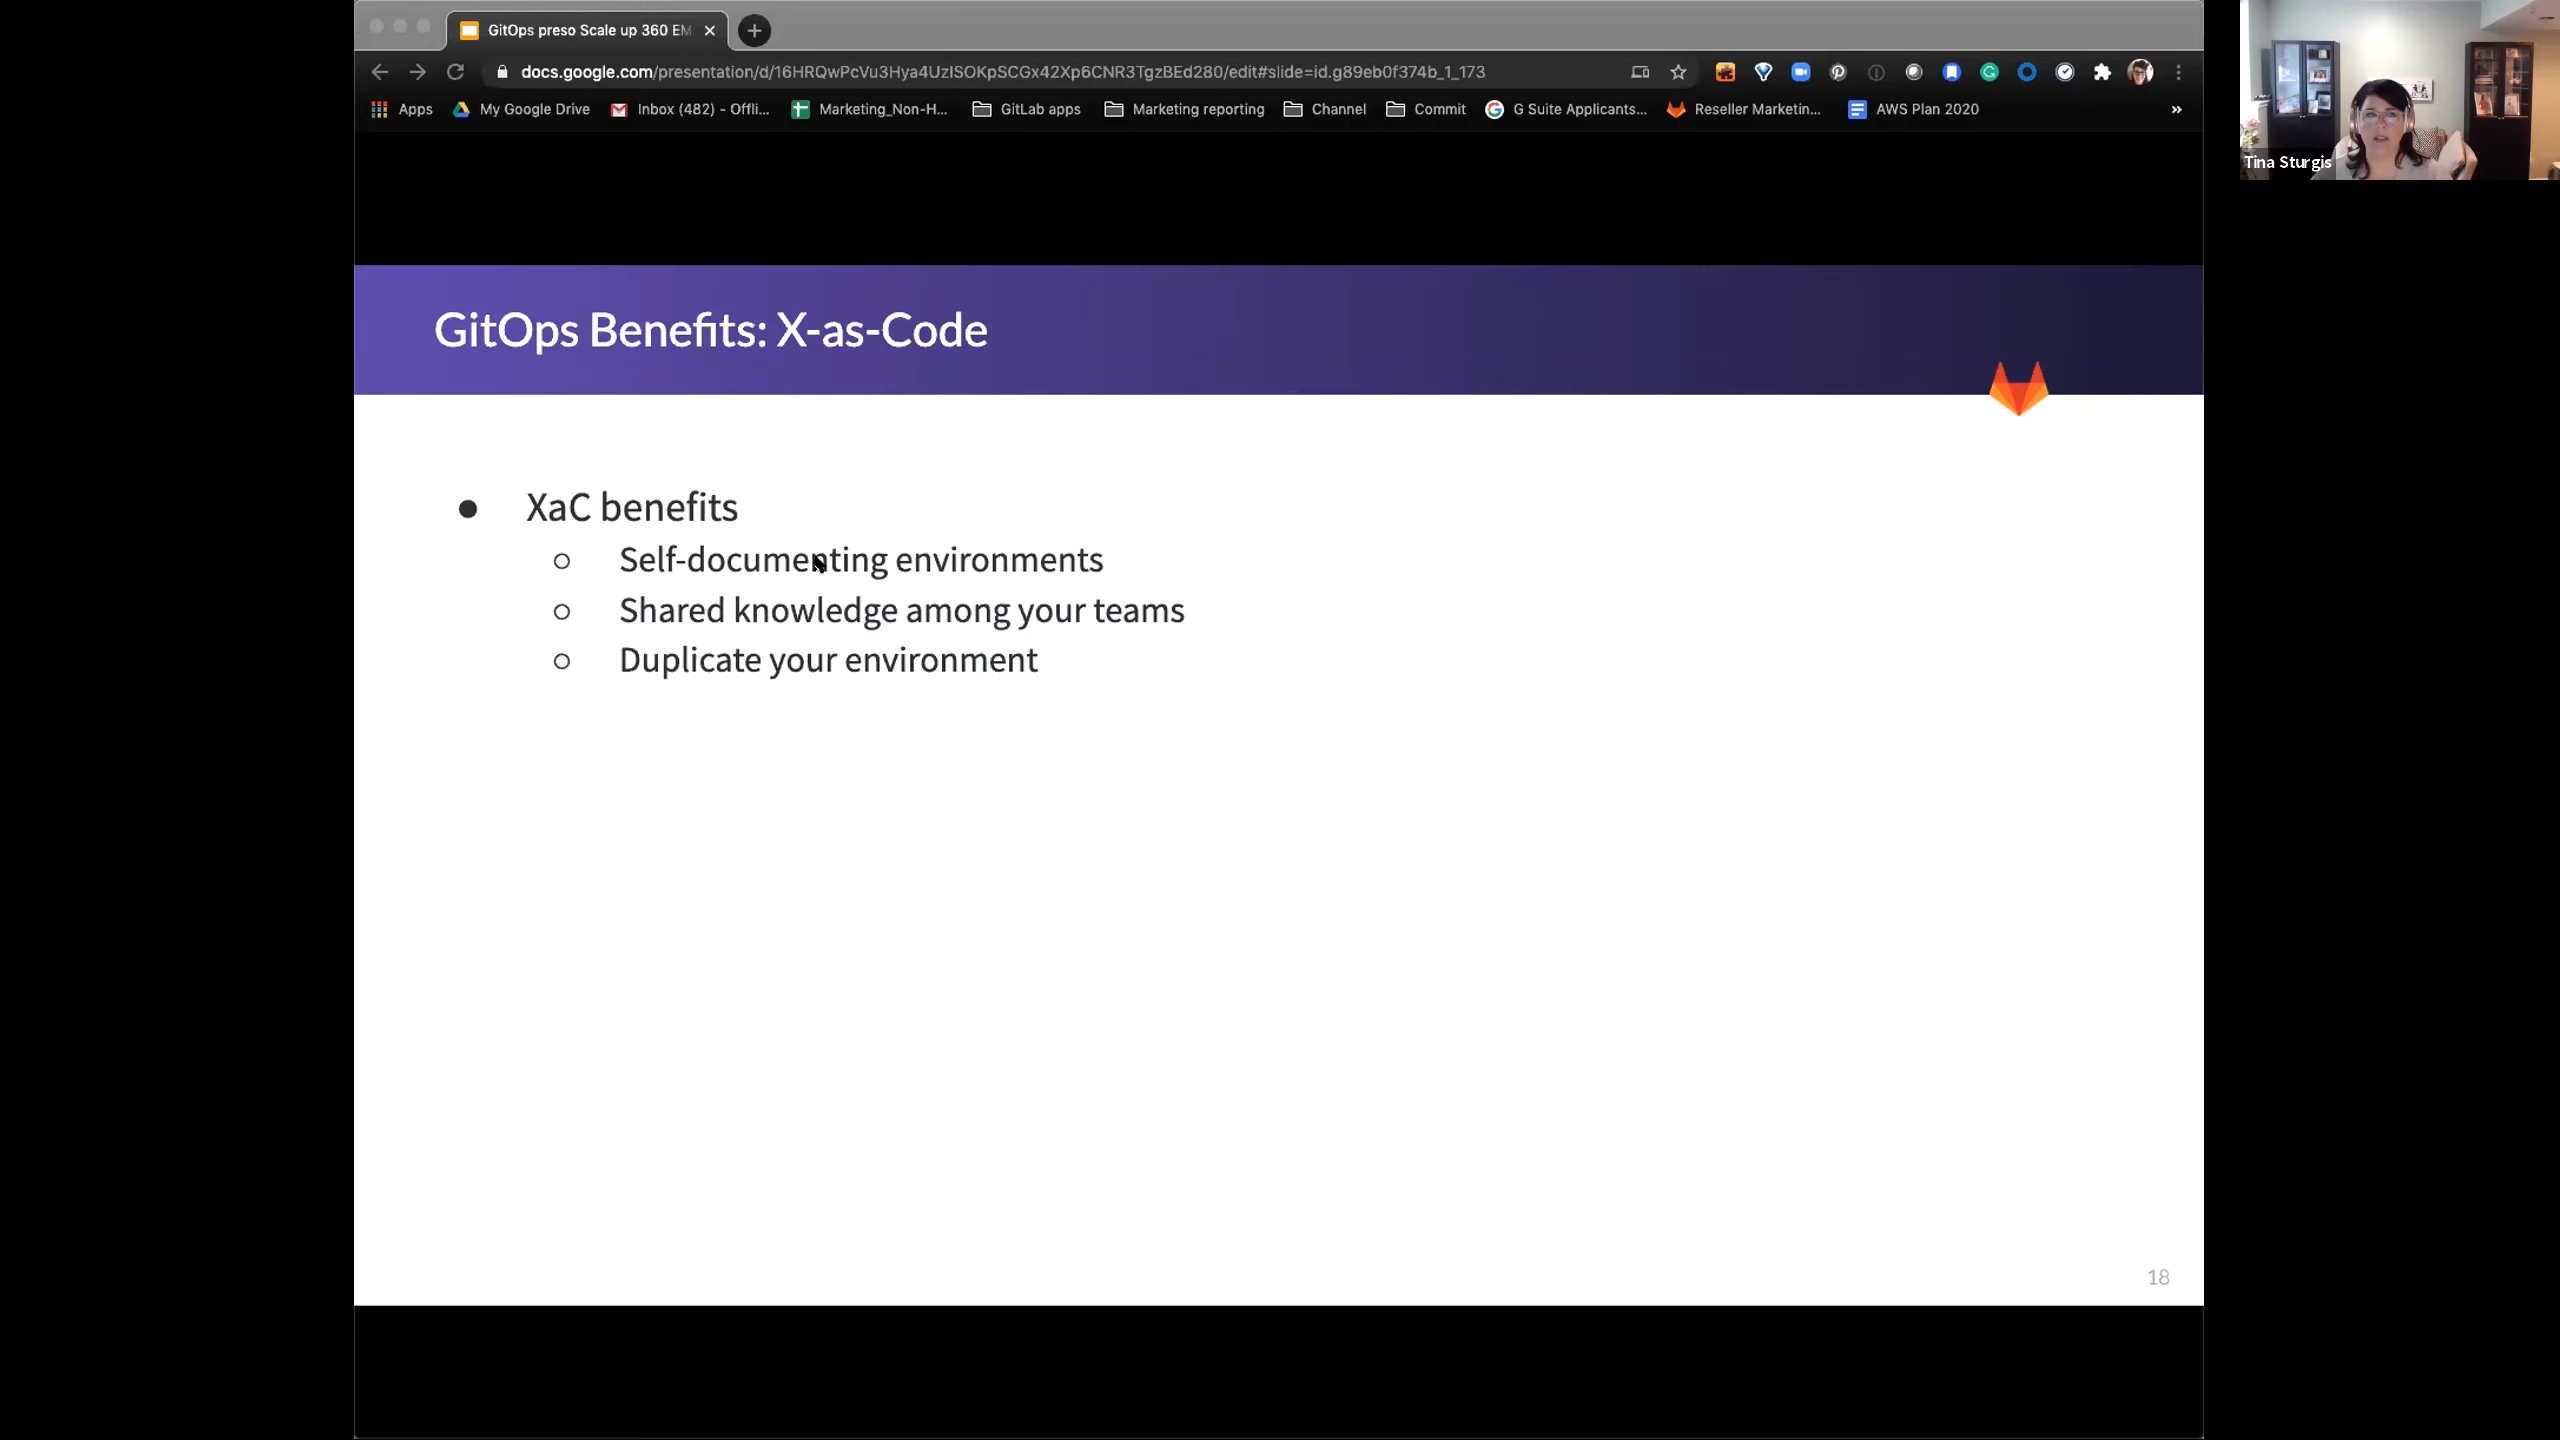 GitOps preso Scale up 360 EM
docs.google.com/presentation/d/16HRQwPcVu3Hya4UzISOKpSCGx42Xp6CNR3TgzBEd280/edit#slide=id.g89eb0f374b_1_173
Apps My Google Drive Inbox (482) - Offli... Marketing_Non-H... GitLab apps Marketing reporting Channel Commit G Suite Applicants... Reseller Marketin... AWS Plan 2020 »
Tina Sturgis
GitOps Benefits: X-as-Code
● XaC benefits
○ Self-documenting environments
○ Shared knowledge among your teams
○ Duplicate your environment
18